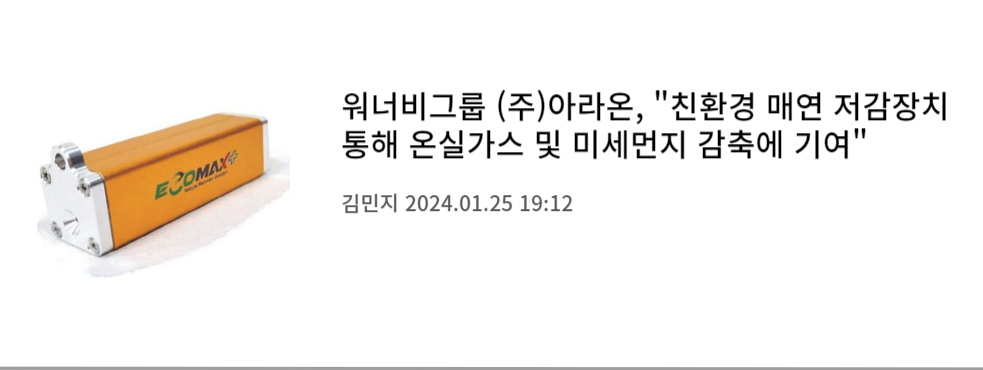 워너비그룹 (주)아라온, "친환경 매연 저감장치
통해 온실가스 및 미세먼지 감축에 기여"
김민지 2024.01.25 19:12
ECOMAX+